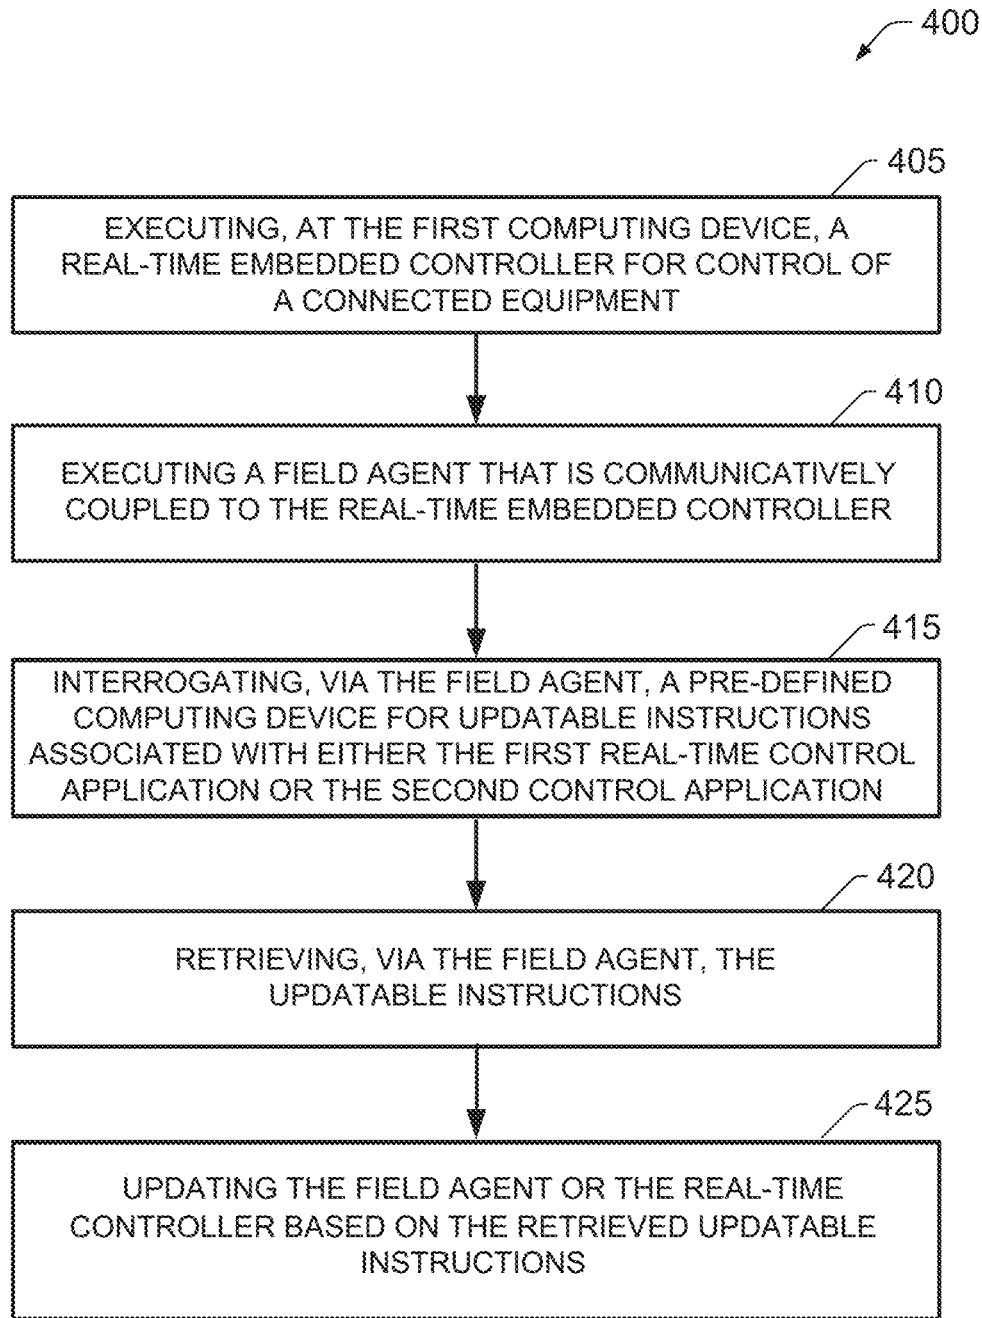 400
405
EXECUTING, AT THE FIRST COMPUTING DEVICE, A
REAL-TIME EMBEDDED CONTROLLER FOR CONTROL OF
A CONNECTED EQUIPMENT
410
EXECUTING A FIELD AGENT THAT IS COMMUNICATIVELY
COUPLED TO THE REAL-TIME EMBEDDED CONTROLLER
415
INTERROGATING, VIA THE FIELD AGENT, A PRE-DEFINED
COMPUTING DEVICE FOR UPDATABLE INSTRUCTIONS
ASSOCIATED WITH EITHER THE FIRST REAL-TIME CONTROL
APPLICATION OR THE SECOND CONTROL APPLICATION
420
RETRIEVING, VIA THE FIELD AGENT, THE
UPDATABLE INSTRUCTIONS
425
UPDATING THE FIELD AGENT OR THE REAL-TIME
CONTROLLER BASED ON THE RETRIEVED UPDATABLE
INSTRUCTIONS